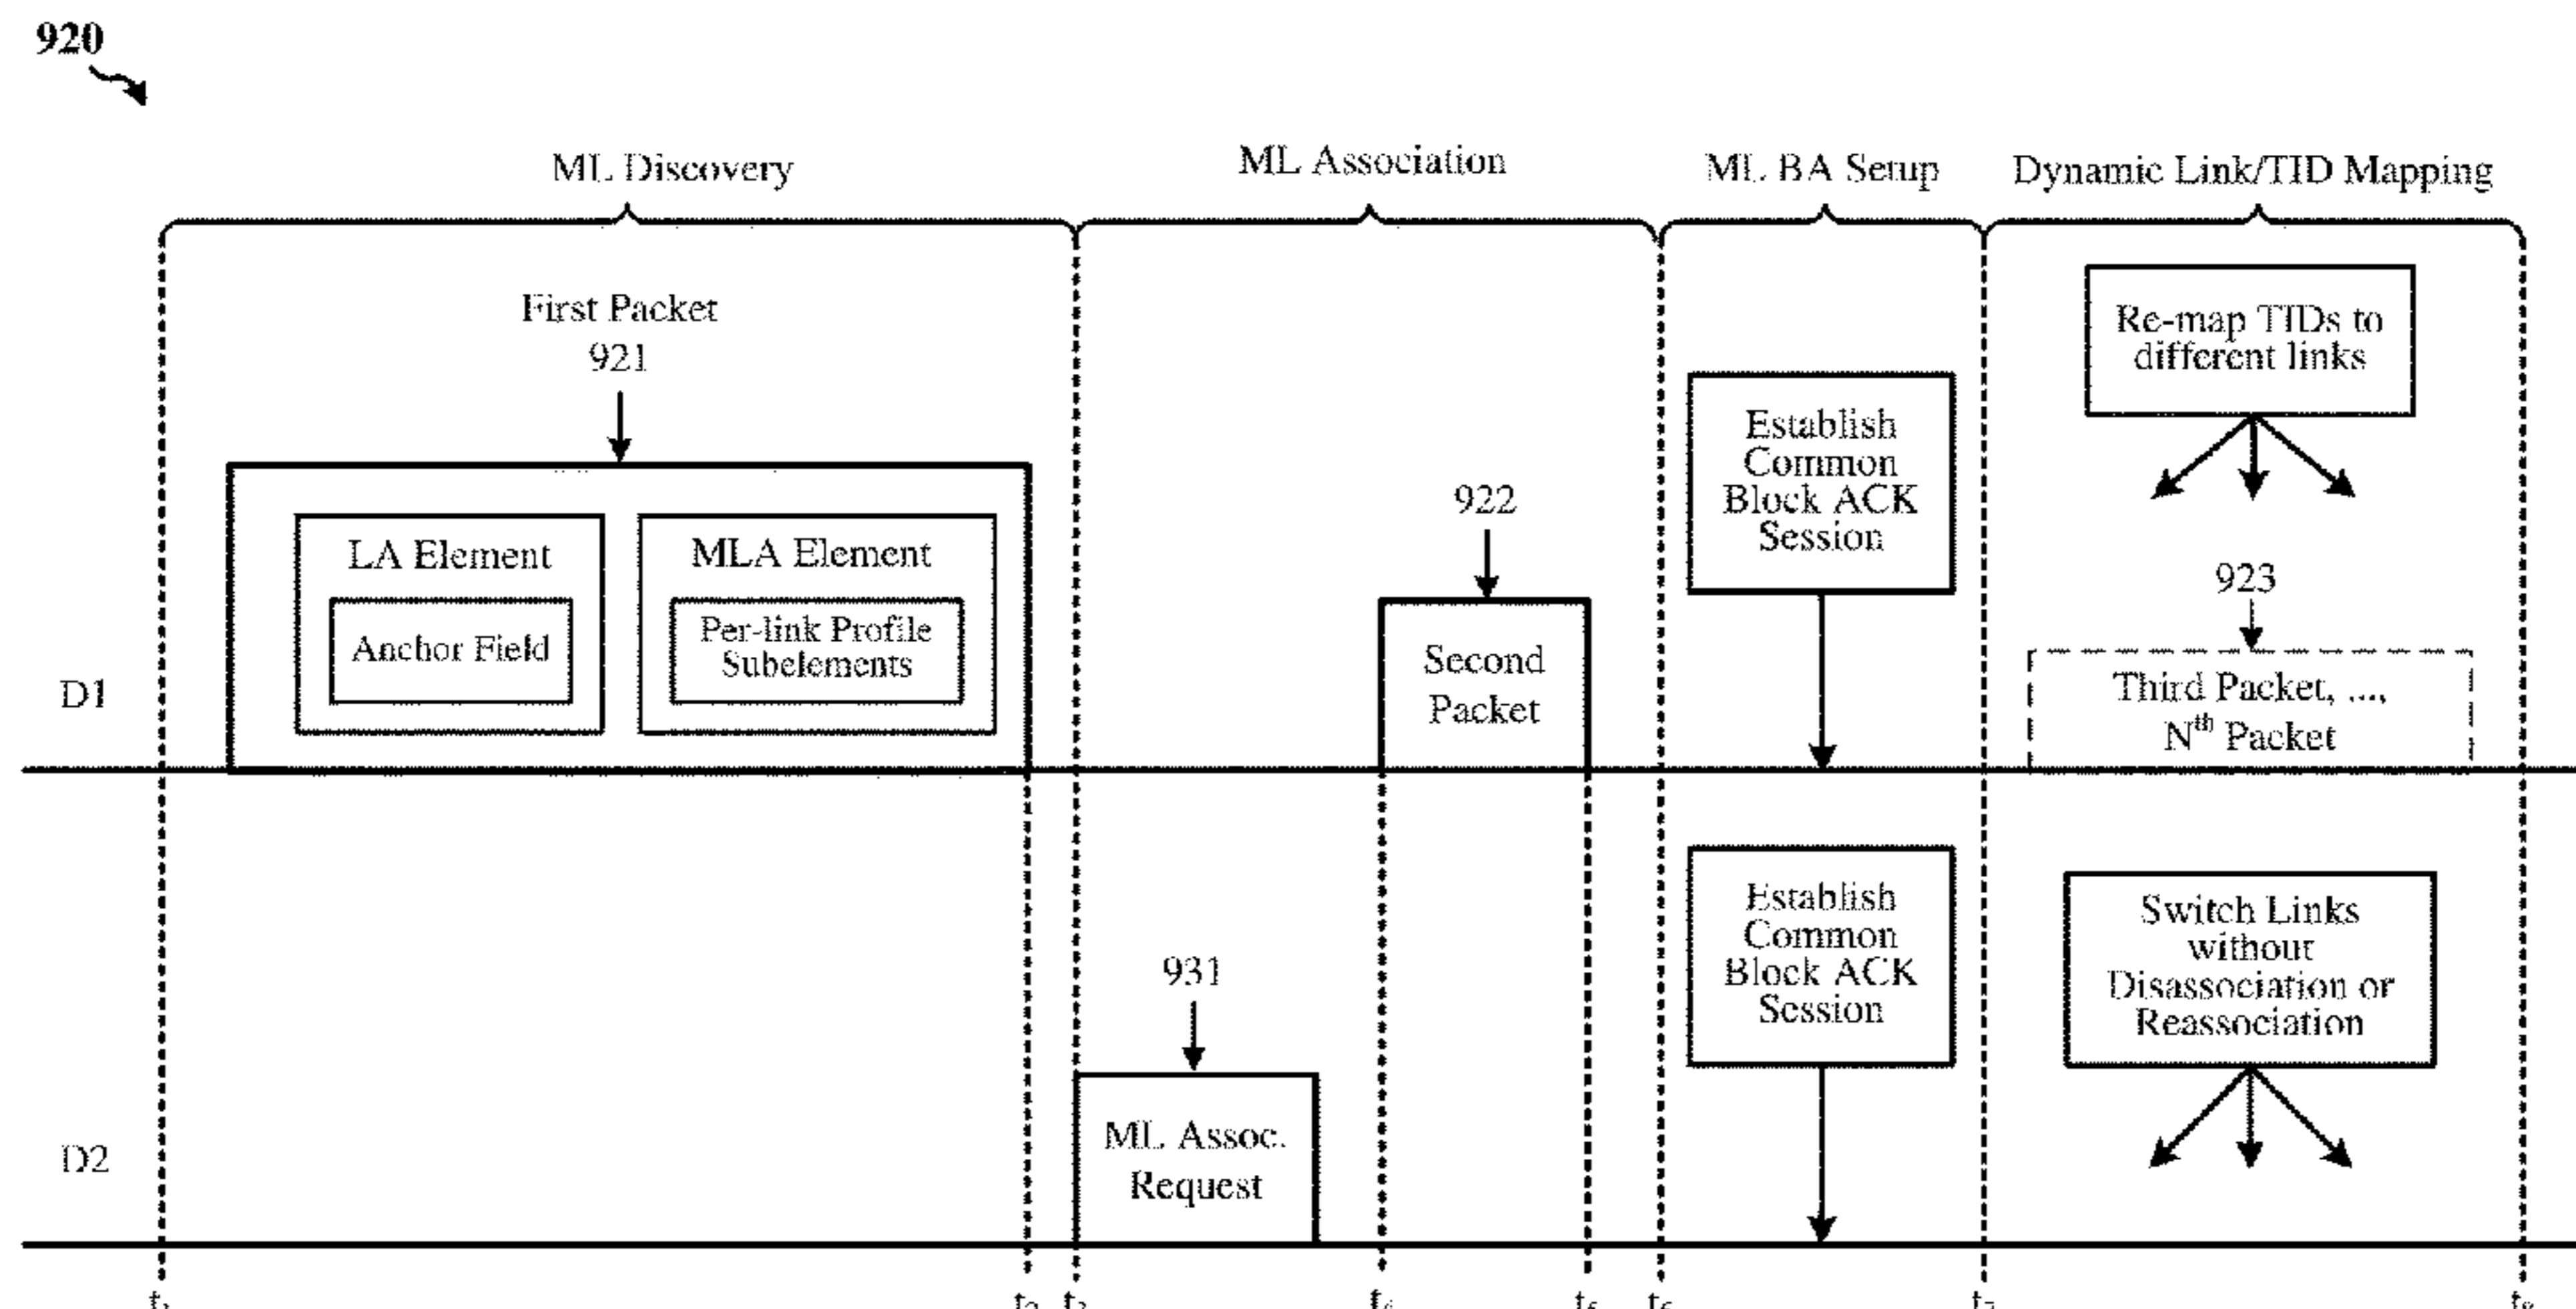 920
ML Discovery
ML Association
ML BA Setup
Dynamic Link/TID Mapping
First Packet
921
LA Element
Anchor Field
MLA Element
Per-link Profile
Subelements
922
Second
Packet
Establish
Common
Block ACK
Session
Re-map TIDs to
different links
923
Third Packet, ...,
Nth Packet
D1
931
ML Assoc.
Request
Establish
Common
Block ACK
Session
Switch Links
without
Disassociation or
Reassociation
D2